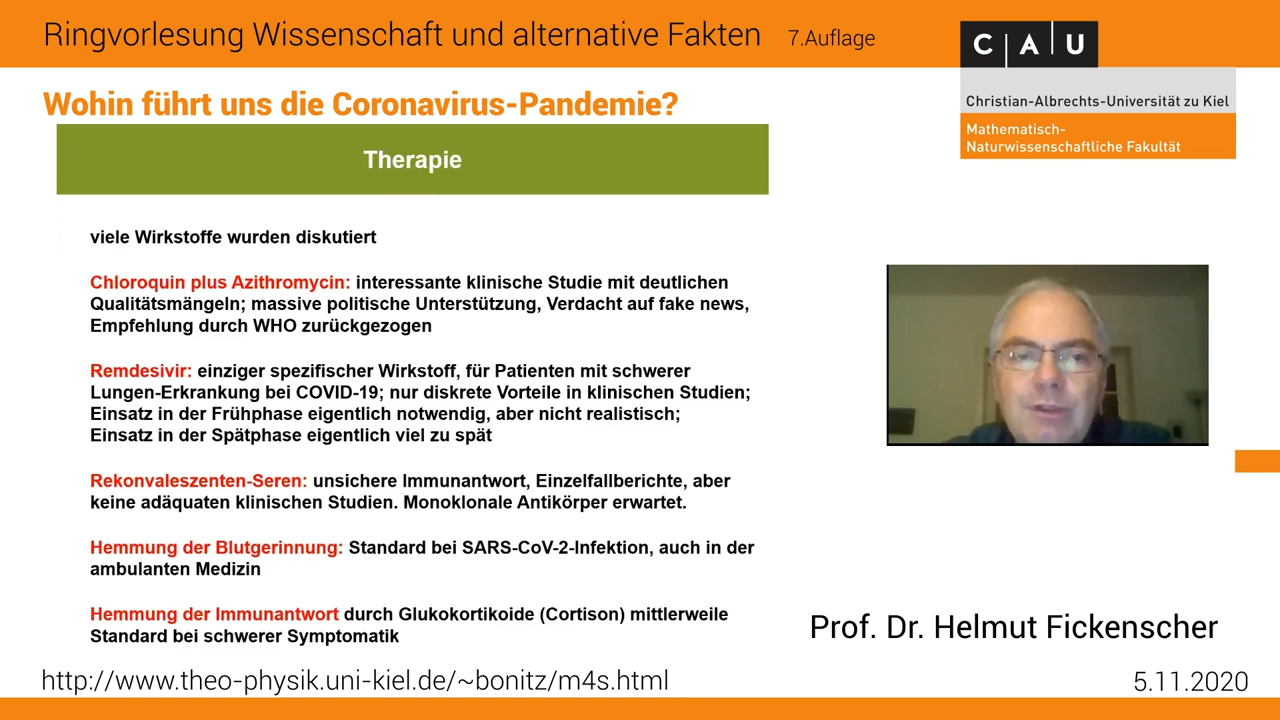 Ringvorlesung Wissenschaft und alternative Fakten 7.Auflage
CAU
Christian-Albrechts-Universität zu Kiel
Mathematisch-
Naturwissenschaftliche Fakultät
Wohin führt uns die Coronavirus-Pandemie?
Therapie
viele Wirkstoffe wurden diskutiert
Chloroquin plus Azithromycin: interessante klinische Studie mit deutlichen
Qualitätsmängeln; massive politische Unterstützung, Verdacht auf fake news,
Empfehlung durch WHO zurückgezogen
Remdesivir: einziger spezifischer Wirkstoff, für Patienten mit schwerer
Lungen-Erkrankung bei COVID-19; nur diskrete Vorteile in klinischen Studien;
Einsatz in der Frühphase eigentlich notwendig, aber nicht realistisch;
Einsatz in der Spätphase eigentlich viel zu spät
Rekonvaleszenten-Seren: unsichere Immunantwort, Einzelfallberichte, aber
keine adäquaten klinischen Studien. Monoklonale Antikörper erwartet.
Hemmung der Blutgerinnung: Standard bei SARS-CoV-2-Infektion, auch in der
ambulanten Medizin
Hemmung der Immunantwort durch Glukokortikoide (Cortison) mittlerweile
Standard bei schwerer Symptomatik
Prof. Dr. Helmut Fickenscher
http://www.theo-physik.uni-kiel.de/~bonitz/m4s.html
5.11.2020